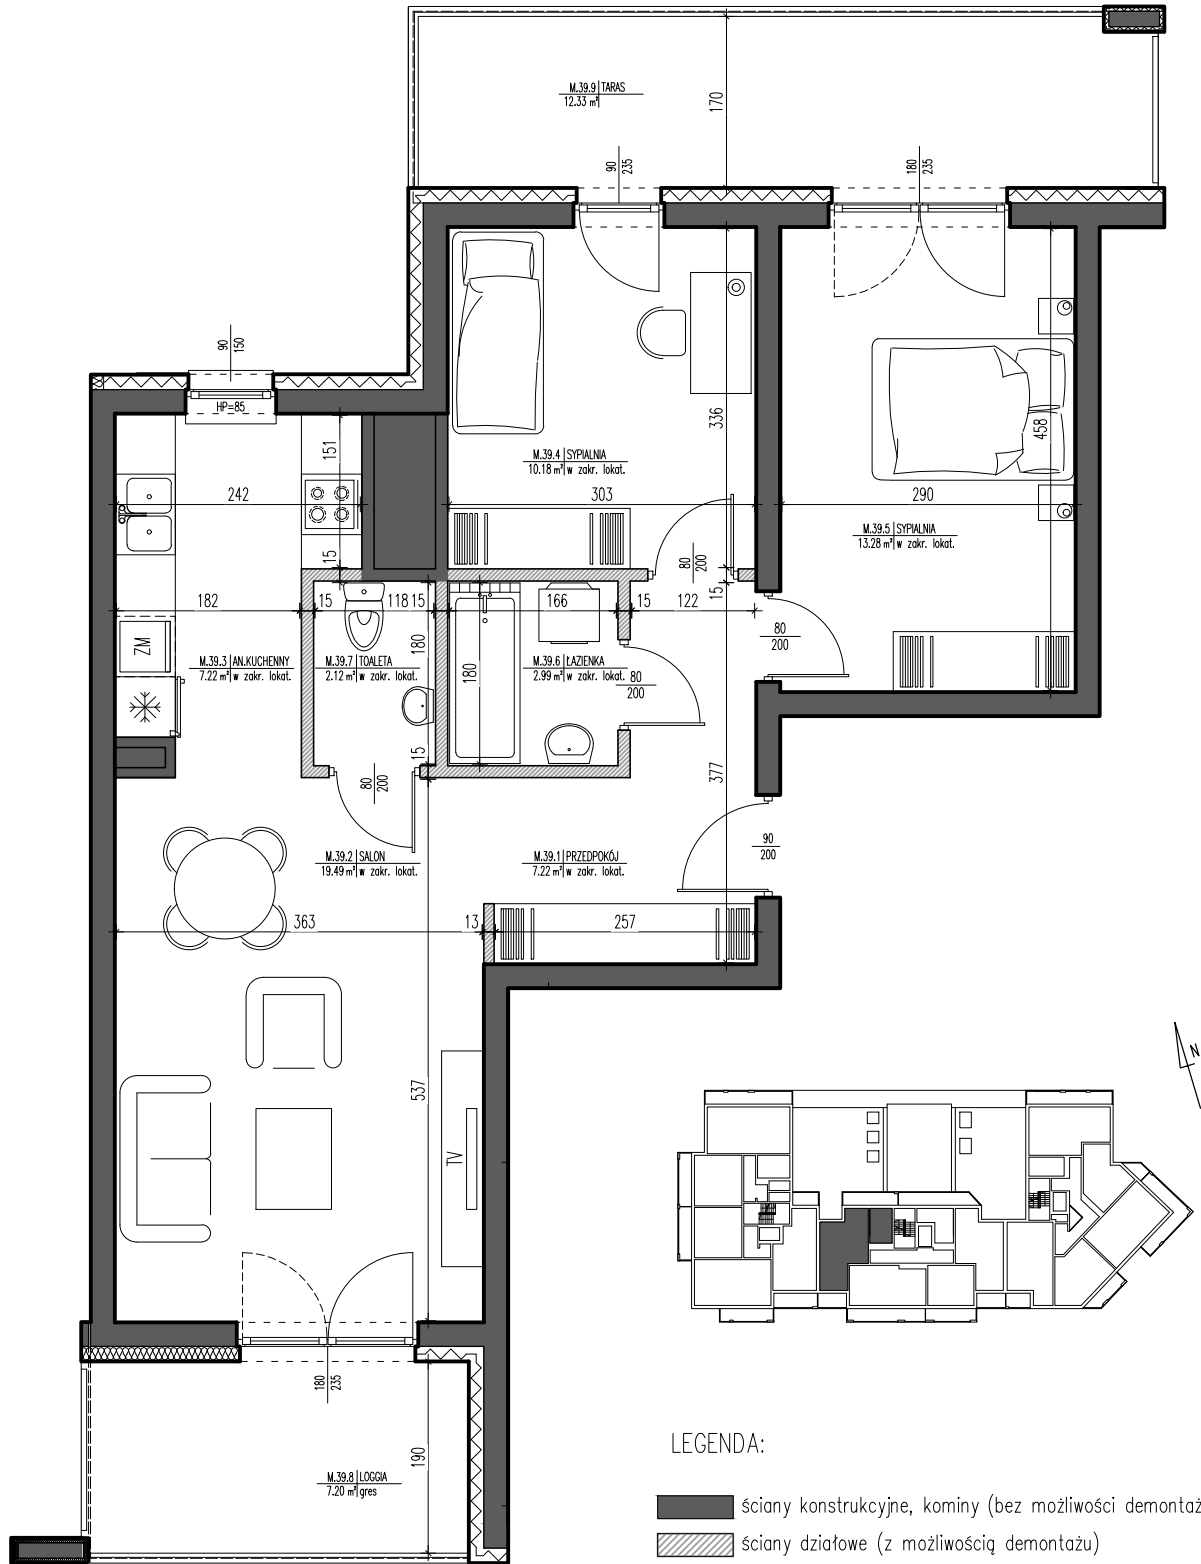 M.39.9 TARAS
12.33 m²
170
90
235
180
235
90
150
HP=85
151
336
458
M.39.4 SYPIALNIA
10.18 m² w zakr. lokat.
242
303
290
M.39.5 SYPIALNIA
13.28 m² w zakr. lokat.
15
80
200
15
182
15
118
15
166
15
122
80
200
ZM
180
180
M.39.3 AN.KUCHENNY
7.22 m² w zakr. lokat.
M.39.7 TOALETA
2.12 m² w zakr. lokat.
M.39.6 ŁAZIENKA
2.99 m² w zakr. lokat.
80
200
15
80
200
377
90
200
M.39.2 SALON
19.49 m² w zakr. lokat.
M.39.1 PRZEDPOKÓJ
7.22 m² w zakr. lokat.
363
13
257
537
TV
N
180
235
190
M.39.8 LOGGIA
7.20 m² gres
LEGENDA:
ściany konstrukcyjne, kominy (bez możliwości demontaż
ściany działowe (z możliwością demontażu)